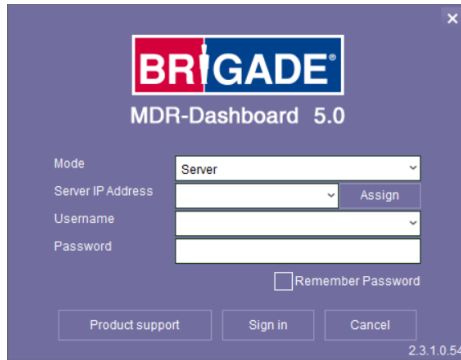 BRIGADE®
MDR-Dashboard 5.0
Mode Server
Server IP Address Assign
Username
Password
Remember Password
Product support Sign in Cancel
2.3.1.0.54